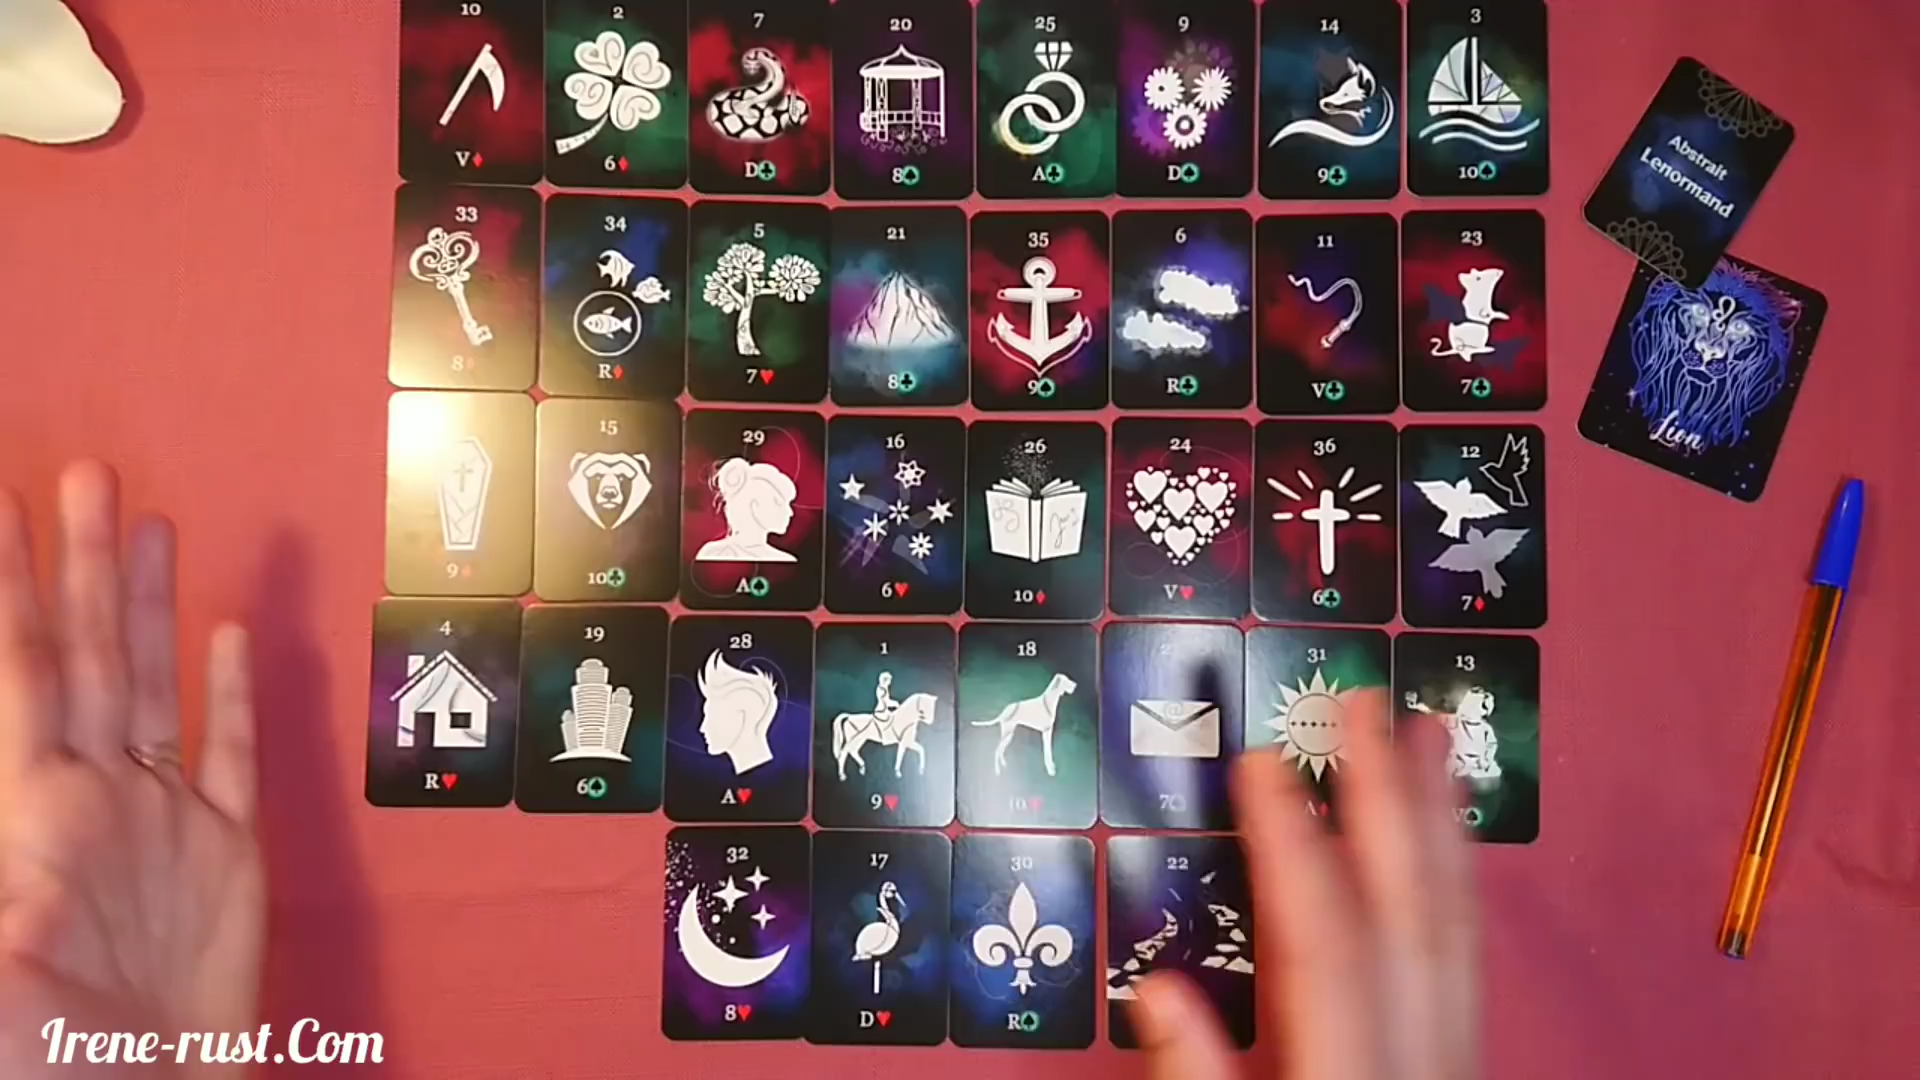 10 2 7 20 25 9 14 3
V♦ 6♦ D♣ 8♠ A♣ D♠ 9♣ 10♠
Abstrait
Lenormand
33 34 5 21 35 6 11 23
8♦ R♦ 7♥ 8♣ 9♠ R♣ V♣ 7♣
Lion
15 29 16 26 24 36 12
9♦ 10♣ A♠ 6♥ 10♦ V♥ 6♣ 7♦
4 19 28 1 18 31 13
@
R♥ 6♠ A♥ 9♥ 10♥ 7♠ A♦ V♠
32 17 30 22
8♥ D♥ R♠
Irene-rust.Com